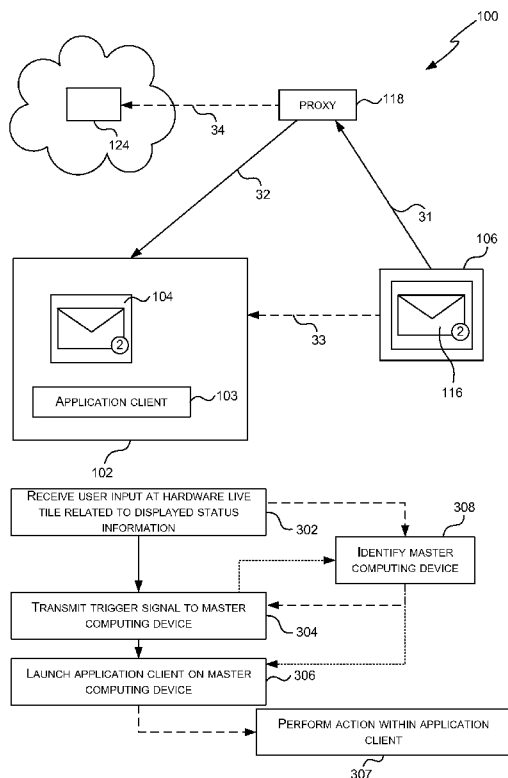 100
PROXY
118
124
34
32
31
106
104
2
33
2
116
APPLICATION CLIENT
103
102
RECEIVE USER INPUT AT HARDWARE LIVE
TILE RELATED TO DISPLAYED STATUS
INFORMATION
302
308
IDENTIFY MASTER
COMPUTING DEVICE
TRANSMIT TRIGGER SIGNAL TO MASTER
COMPUTING DEVICE
304
LAUNCH APPLICATION CLIENT ON MASTER
COMPUTING DEVICE
306
PERFORM ACTION WITHIN APPLICATION
CLIENT
307